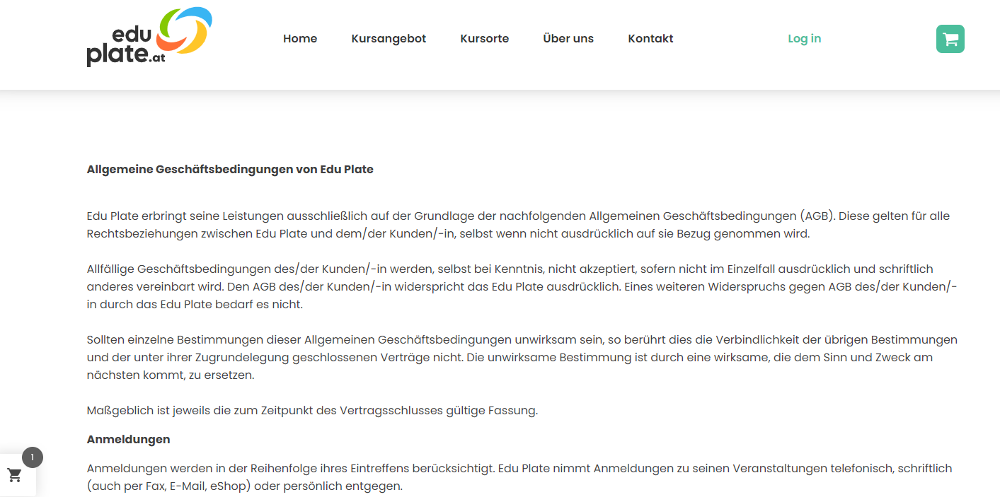 edu
plate.at
Home Kursangebot Kursorte Über uns Kontakt Log in
Allgemeine Geschäftsbedingungen von Edu Plate
Edu Plate erbringt seine Leistungen ausschließlich auf der Grundlage der nachfolgenden Allgemeinen Geschäftsbedingungen (AGB). Diese gelten für alle
Rechtsbeziehungen zwischen Edu Plate und dem/der Kunden/-in, selbst wenn nicht ausdrücklich auf sie Bezug genommen wird.
Allfällige Geschäftsbedingungen des/der Kunden/-in werden, selbst bei Kenntnis, nicht akzeptiert, sofern nicht im Einzelfall ausdrücklich und schriftlich
anderes vereinbart wird. Den AGB des/der Kunden/-in widerspricht das Edu Plate ausdrücklich. Eines weiteren Widerspruchs gegen AGB des/der Kunden/-
in durch das Edu Plate bedarf es nicht.
Sollten einzelne Bestimmungen dieser Allgemeinen Geschäftsbedingungen unwirksam sein, so berührt dies die Verbindlichkeit der übrigen Bestimmungen
und der unter ihrer Zugrundelegung geschlossenen Verträge nicht. Die unwirksame Bestimmung ist durch eine wirksame, die dem Sinn und Zweck am
nächsten kommt, zu ersetzen.
Maßgeblich ist jeweils die zum Zeitpunkt des Vertragsschlusses gültige Fassung.
Anmeldungen
1
Anmeldungen werden in der Reihenfolge ihres Eintreffens berücksichtigt. Edu Plate nimmt Anmeldungen zu seinen Veranstaltungen telefonisch, schriftlich
(auch per Fax, E-Mail, eShop) oder persönlich entgegen.